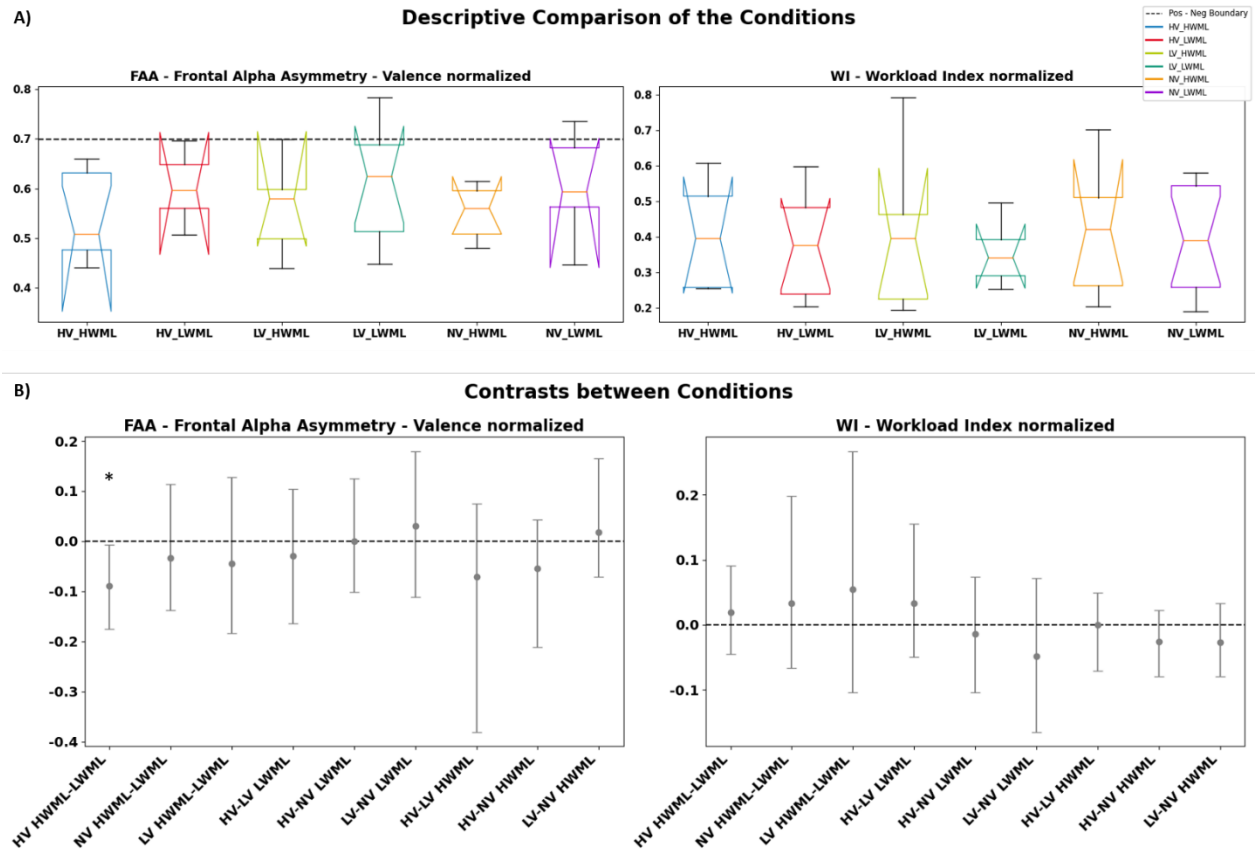 A)
Descriptive Comparison of the Conditions
Pos - Neg Boundary
HV_HWML
HV_LWML
LV_HWML
LV_LWML
NV_HWML
NV_LWML
FAA - Frontal Alpha Asymmetry - Valence normalized
0.8
0.7
0.6
0.5
0.4
HV_HWML HV_LWML LV_HWML LV_LWML NV_HWML NV_LWML
WI - Workload Index normalized
0.8
0.7
0.6
0.5
0.4
0.3
0.2
HV_HWML HV_LWML LV_HWML LV_LWML NV_HWML NV_LWML
B)
Contrasts between Conditions
FAA - Frontal Alpha Asymmetry - Valence normalized
0.2
0.1
0.0
-0.1
-0.2
-0.3
-0.4
*
HV HWML-LWML
NV HWML-LWML
LV HWML-LWML
HV-LV LWML
HV-NV LWML
LV-NV LWML
HV-LV HWML
HV-NV HWML
LV-NV HWML
WI - Workload Index normalized
0.2
0.1
0.0
-0.1
HV HWML-LWML
NV HWML-LWML
LV HWML-LWML
HV-LV LWML
HV-NV LWML
LV-NV LWML
HV-LV HWML
HV-NV HWML
LV-NV HWML